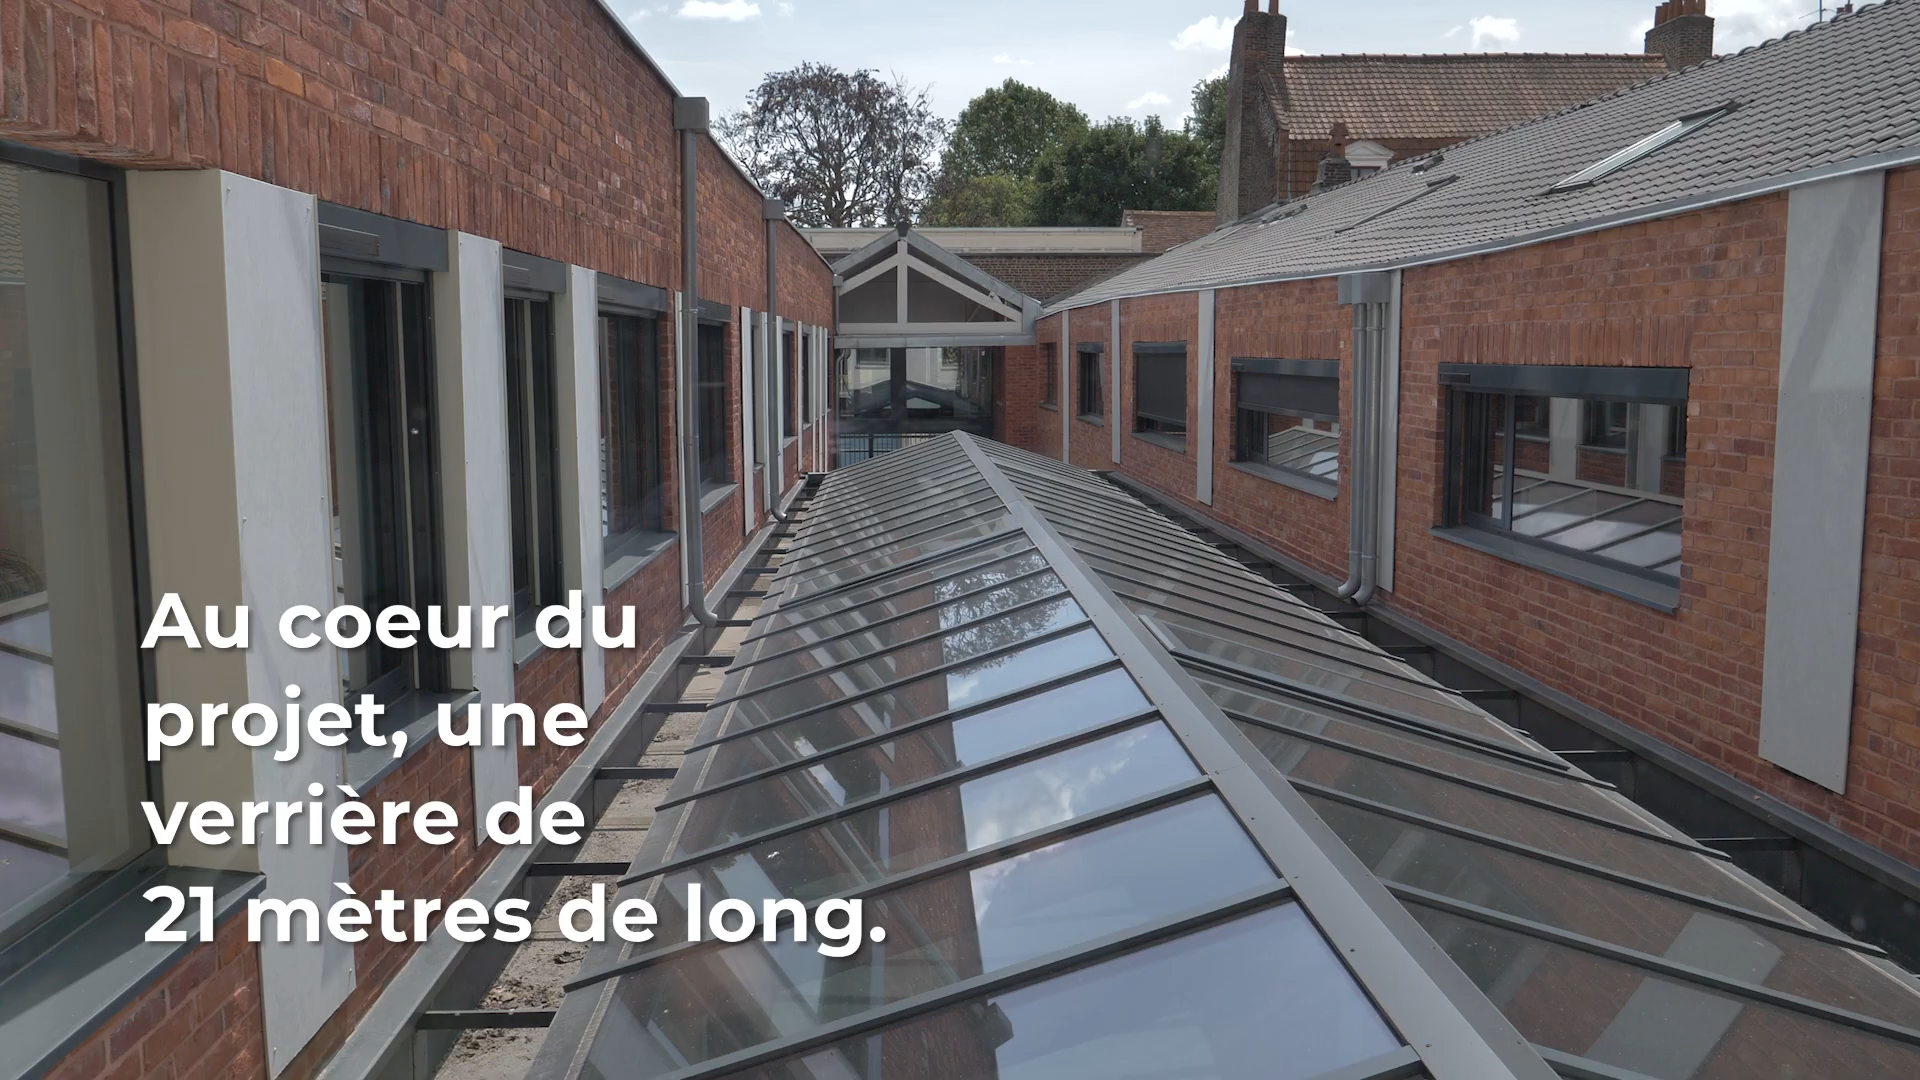 Au coeur du
projet, une
verrière de
21 mètres de long.